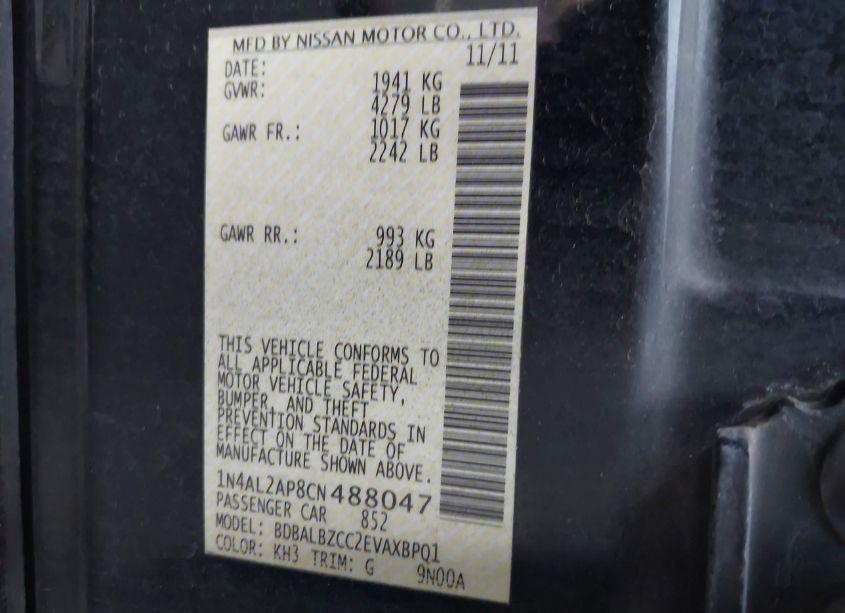 MFD BY NISSAN MOTOR CO., LTD.
DATE: 11/11
GVWR: 1941 KG
4279 LB
GAWR FR.: 1017 KG
2242 LB
GAWR RR.: 993 KG
2189 LB
THIS VEHICLE CONFORMS TO
ALL APPLICABLE FEDERAL
MOTOR VEHICLE SAFETY,
BUMPER, AND THEFT
PREVENTION STANDARDS IN
EFFECT ON THE DATE OF
MANUFACTURE SHOWN ABOVE.
1N4AL2AP8CN488047
PASSENGER CAR 852
MODEL: BDBALBZCC2EVAXBPQ1
COLOR: KH3 TRIM: G 9N00A